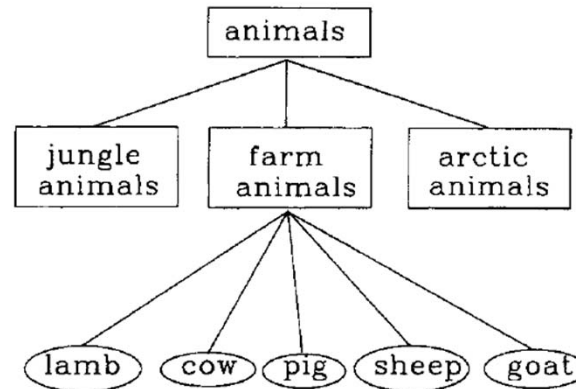 animals
jungle
animals
farm
animals
arctic
animals
lamb
cow
pig
sheep
goat